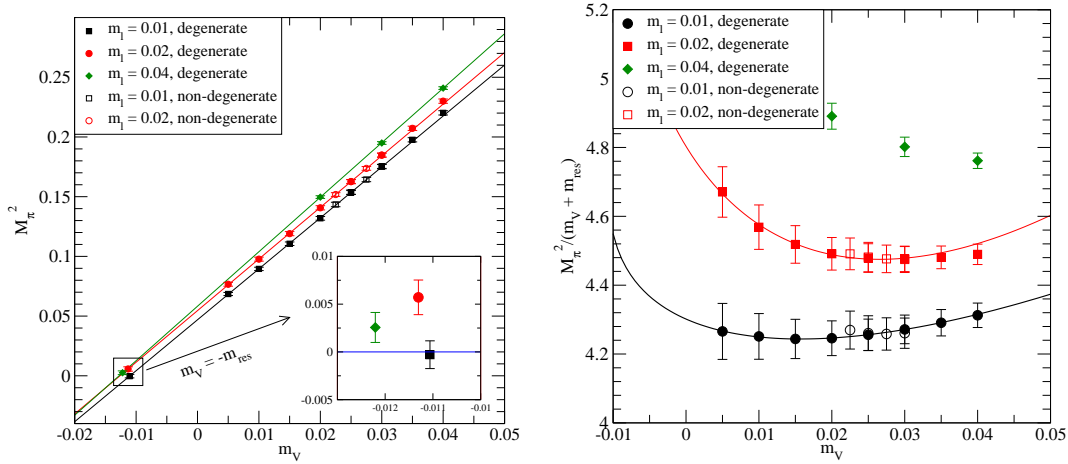 m_l = 0.01, degenerate
m_l = 0.02, degenerate
m_l = 0.04, degenerate
m_l = 0.01, non-degenerate
m_l = 0.02, non-degenerate
0.25
0.2
0.15
0.1
0.05
0
M_π^2
-0.02
-0.01
0
0.01
0.02
0.03
0.04
0.05
m_V
m_V = -m_res
0.01
0.005
0
-0.005
-0.012
-0.011
-0.01
m_l = 0.01, degenerate
m_l = 0.02, degenerate
m_l = 0.04, degenerate
m_l = 0.01, non-degenerate
m_l = 0.02, non-degenerate
5.2
5
4.8
4.6
4.4
4.2
4
M_π^2/(m_V + m_res)
-0.01
0
0.01
0.02
0.03
0.04
0.05
m_V